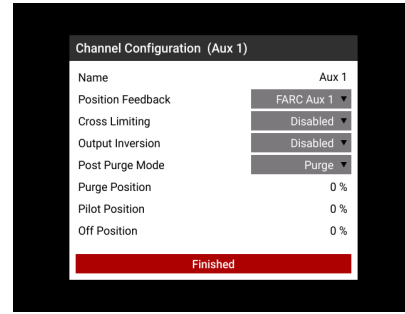 Channel Configuration (Aux 1)
Name Aux 1
Position Feedback FARC Aux 1 ▼
Cross Limiting Disabled ▼
Output Inversion Disabled ▼
Post Purge Mode Purge ▼
Purge Position 0 %
Pilot Position 0 %
Off Position 0 %
Finished